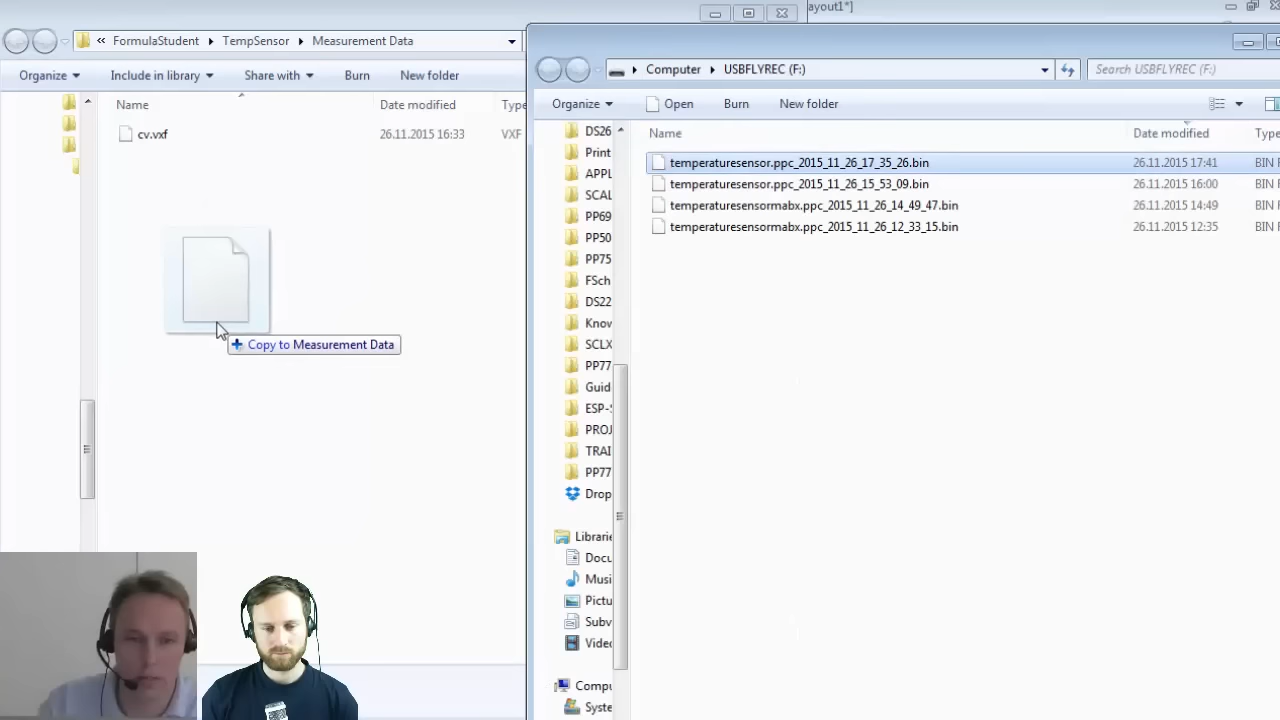 ayout1*]
« FormulaStudent TempSensor Measurement Data
Organize Include in library Share with Burn New folder
Name Date modified Type
cv.vxf 26.11.2015 16:33 VXF
Copy to Measurement Data
Computer USBFLYREC (F:) Search USBFLYREC (F:)
Organize Open Burn New folder
Name Date modified Type
temperaturesensor.ppc_2015_11_26_17_35_26.bin 26.11.2015 17:41 BIN F
temperaturesensor.ppc_2015_11_26_15_53_09.bin 26.11.2015 16:00 BIN F
temperaturesensormabx.ppc_2015_11_26_14_49_47.bin 26.11.2015 14:49 BIN F
temperaturesensormabx.ppc_2015_11_26_12_33_15.bin 26.11.2015 12:35 BIN F
DS26
Print
APPL
SCAL
PP69
PP50
PP75
FSch
DS22
Know
SCLX
PP77
Guid
ESP-S
PROJ
TRAI
PP77
Drop
Librarie
Docu
Musi
Pictu
Subv
Video
Compu
Syste